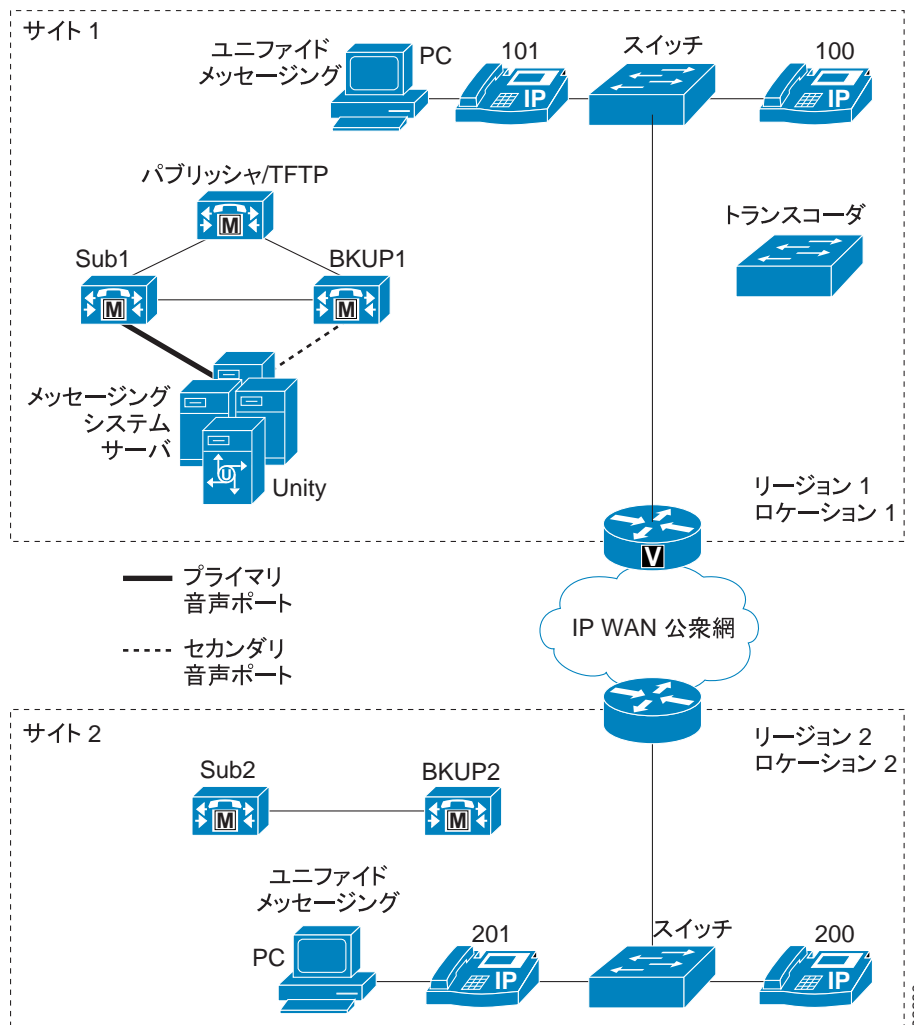 サイト 1
ユニファイド
メッセージング
PC
101
スイッチ
100
IP
IP
パブリッシャ/TFTP
M
トランスコーダ
Sub1
BKUP1
M
M
メッセージング
システム
サーバ
U
Unity
リージョン 1
ロケーション 1
V
プライマリ
音声ポート
IP WAN 公衆網
セカンダリ
音声ポート
サイト 2
リージョン 2
ロケーション 2
Sub2
BKUP2
M
M
ユニファイド
メッセージング
PC
201
スイッチ
200
IP
IP